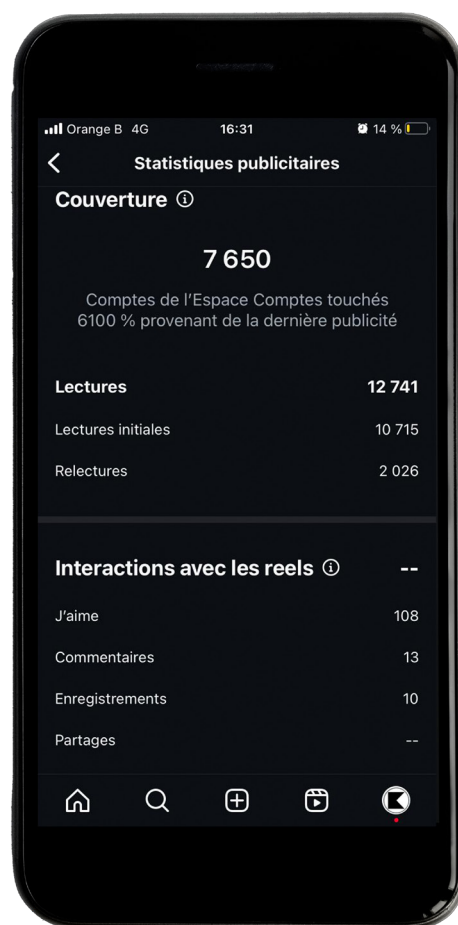 Orange B 4G 16:31 14 %
Statistiques publicitaires
Couverture
7 650
Comptes de l'Espace Comptes touchés
6100 % provenant de la dernière publicité
Lectures 12 741
Lectures initiales 10 715
Relectures 2 026
Interactions avec les reels --
J'aime 108
Commentaires 13
Enregistrements 10
Partages --